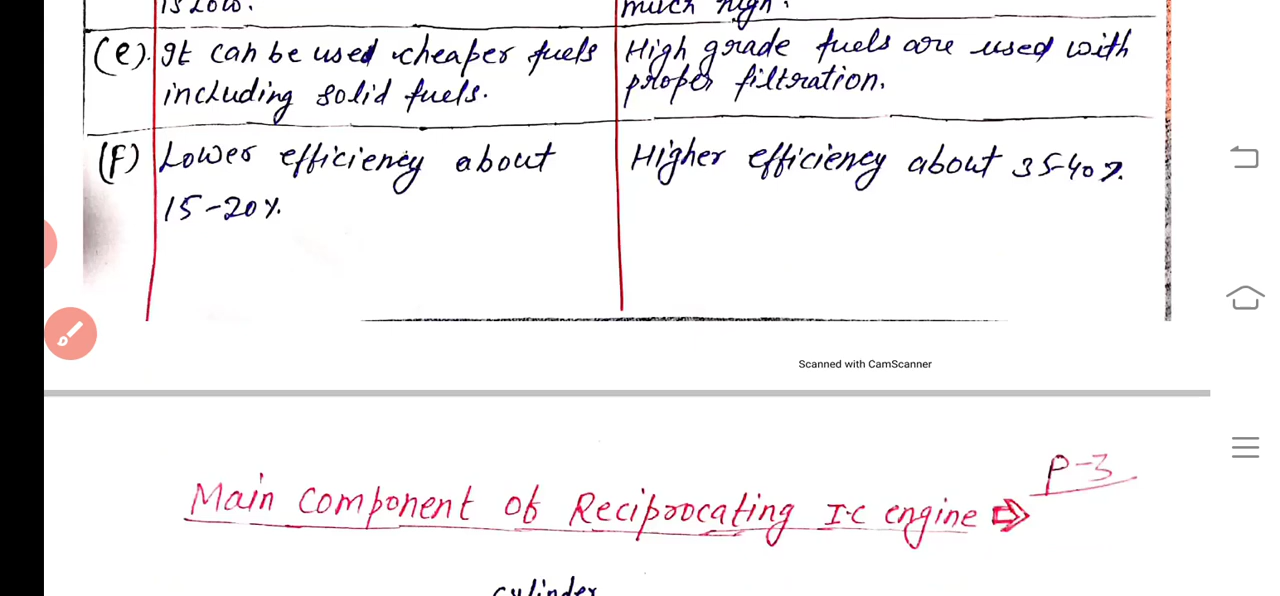 is Low.
much high.
(e). It can be used cheaper fuels
including solid fuels.
High grade fuels are used with
proper filtration.
(F) Lower efficiency about
15-20%.
Higher efficiency about 35-40%.
Scanned with CamScanner
P-3
Main Component of Reciprocating I.C engine ⇒
cylinder